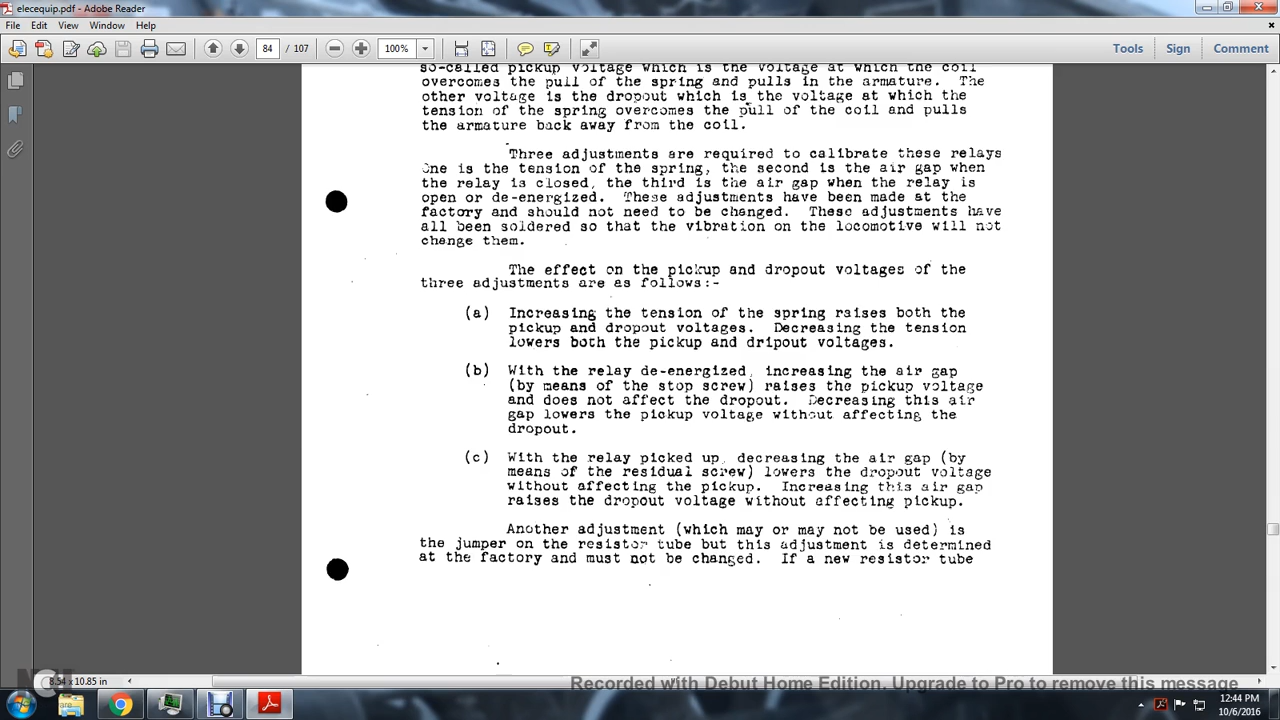 elecequip.pdf - Adobe Reader
File Edit View Window Help
84 / 107 100% Tools Sign Comment
so-called pickup voltage which is the voltage at which the coil
overcomes the pull of the spring and pulls in the armature. The
other voltage is the dropout which is the voltage at which the
tension of the spring overcomes the pull of the coil and pulls
the armature back away from the coil.
Three adjustments are required to calibrate these relays
One is the tension of the spring, the second is the air gap when
the relay is closed, the third is the air gap when the relay is
open or de-energized. These adjustments have been made at the
factory and should not need to be changed. These adjustments have
all been soldered so that the vibration on the locomotive will not
change them.
The effect on the pickup and dropout voltages of the
three adjustments are as follows:-
(a) Increasing the tension of the spring raises both the
pickup and dropout voltages. Decreasing the tension
lowers both the pickup and dripout voltages.
(b) With the relay de-energized, increasing the air gap
(by means of the stop screw) raises the pickup voltage
and does not affect the dropout. Decreasing this air
gap lowers the pickup voltage without affecting the
dropout.
(c) With the relay picked up, decreasing the air gap (by
means of the residual screw) lowers the dropout voltage
without affecting the pickup. Increasing this air gap
raises the dropout voltage without affecting pickup.
Another adjustment (which may or may not be used) is
the jumper on the resistor tube but this adjustment is determined
at the factory and must not be changed. If a new resistor tube
8.54 x 10.85 in
Recorded with Debut Home Edition. Upgrade to Pro to remove this message
12:44 PM
10/6/2016